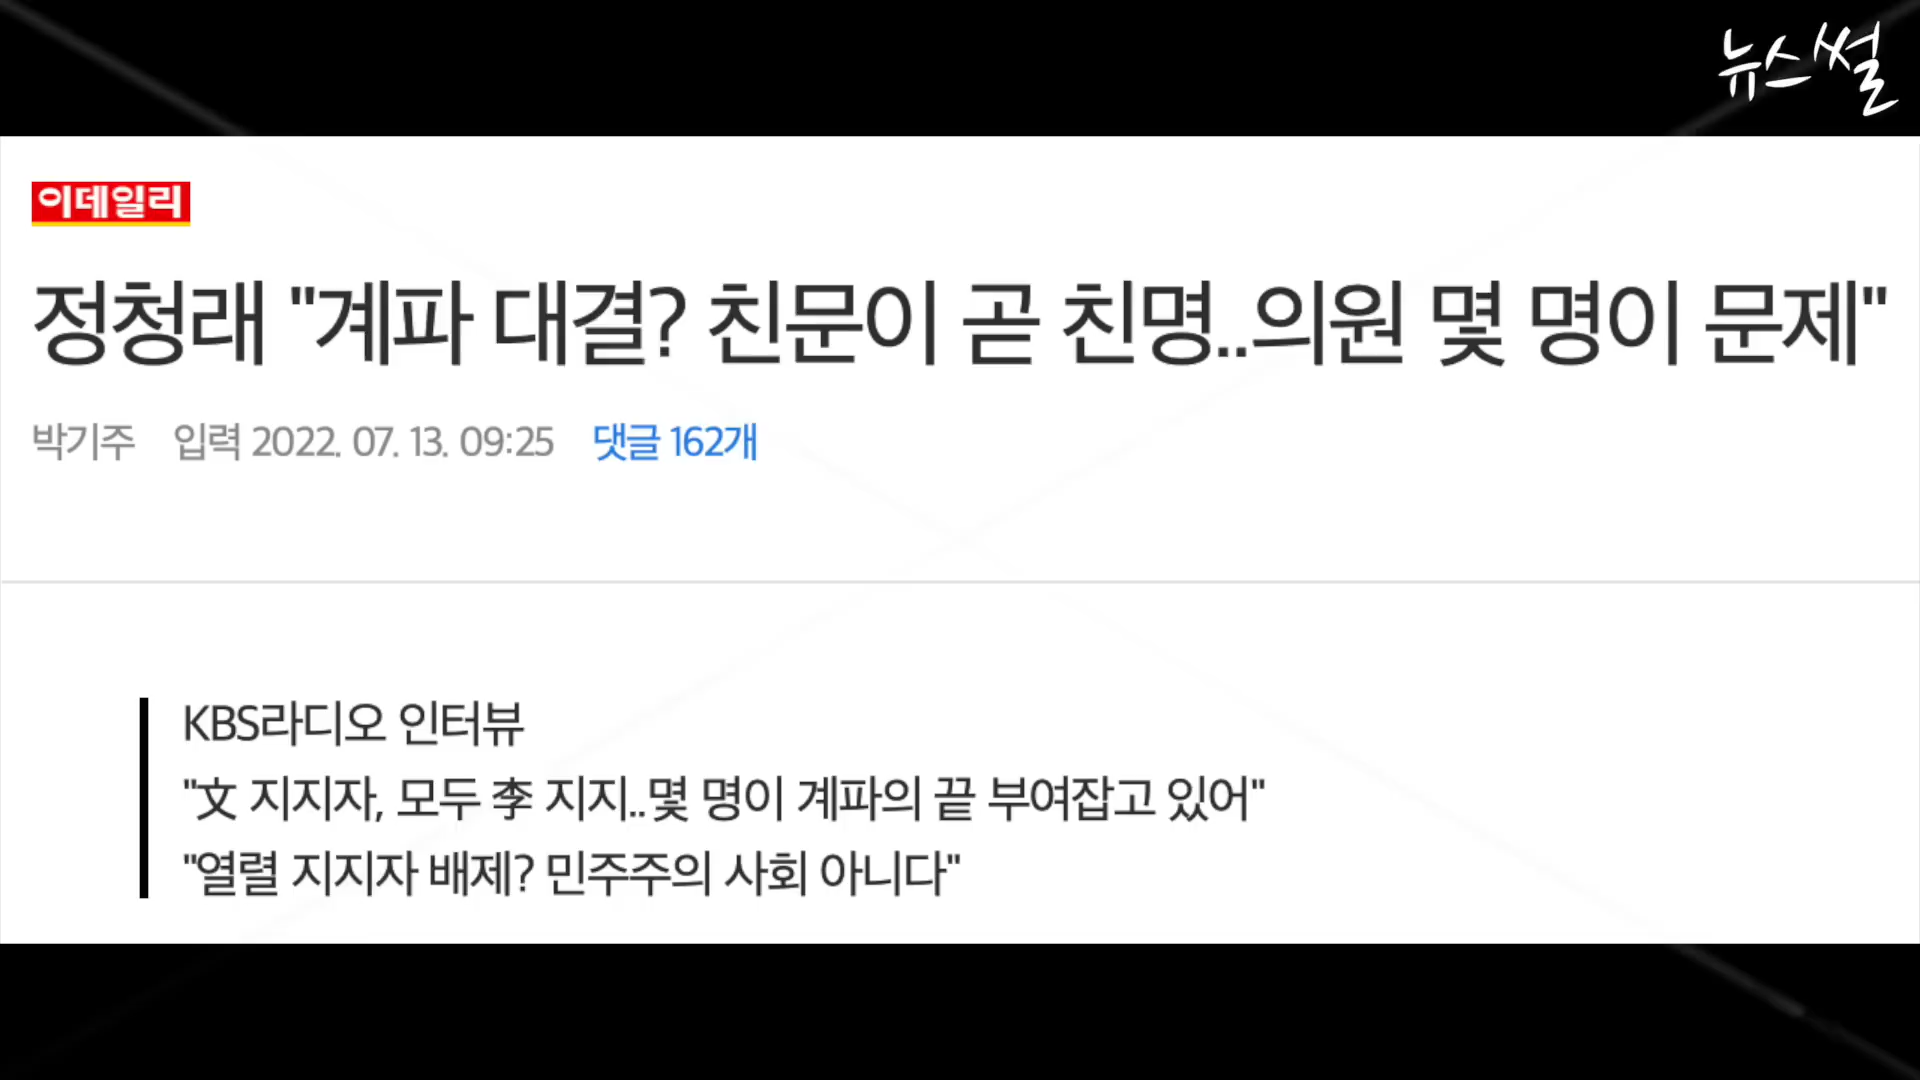 뉴스썰
이데일리
정청래 "계파 대결? 친문이 곧 친명..의원 몇 명이 문제"
박기주 입력 2022. 07. 13. 09:25 댓글 162개
KBS라디오 인터뷰
"文 지지자, 모두 李 지지..몇 명이 계파의 끝 부여잡고 있어"
"열렬 지지자 배제? 민주주의 사회 아니다"